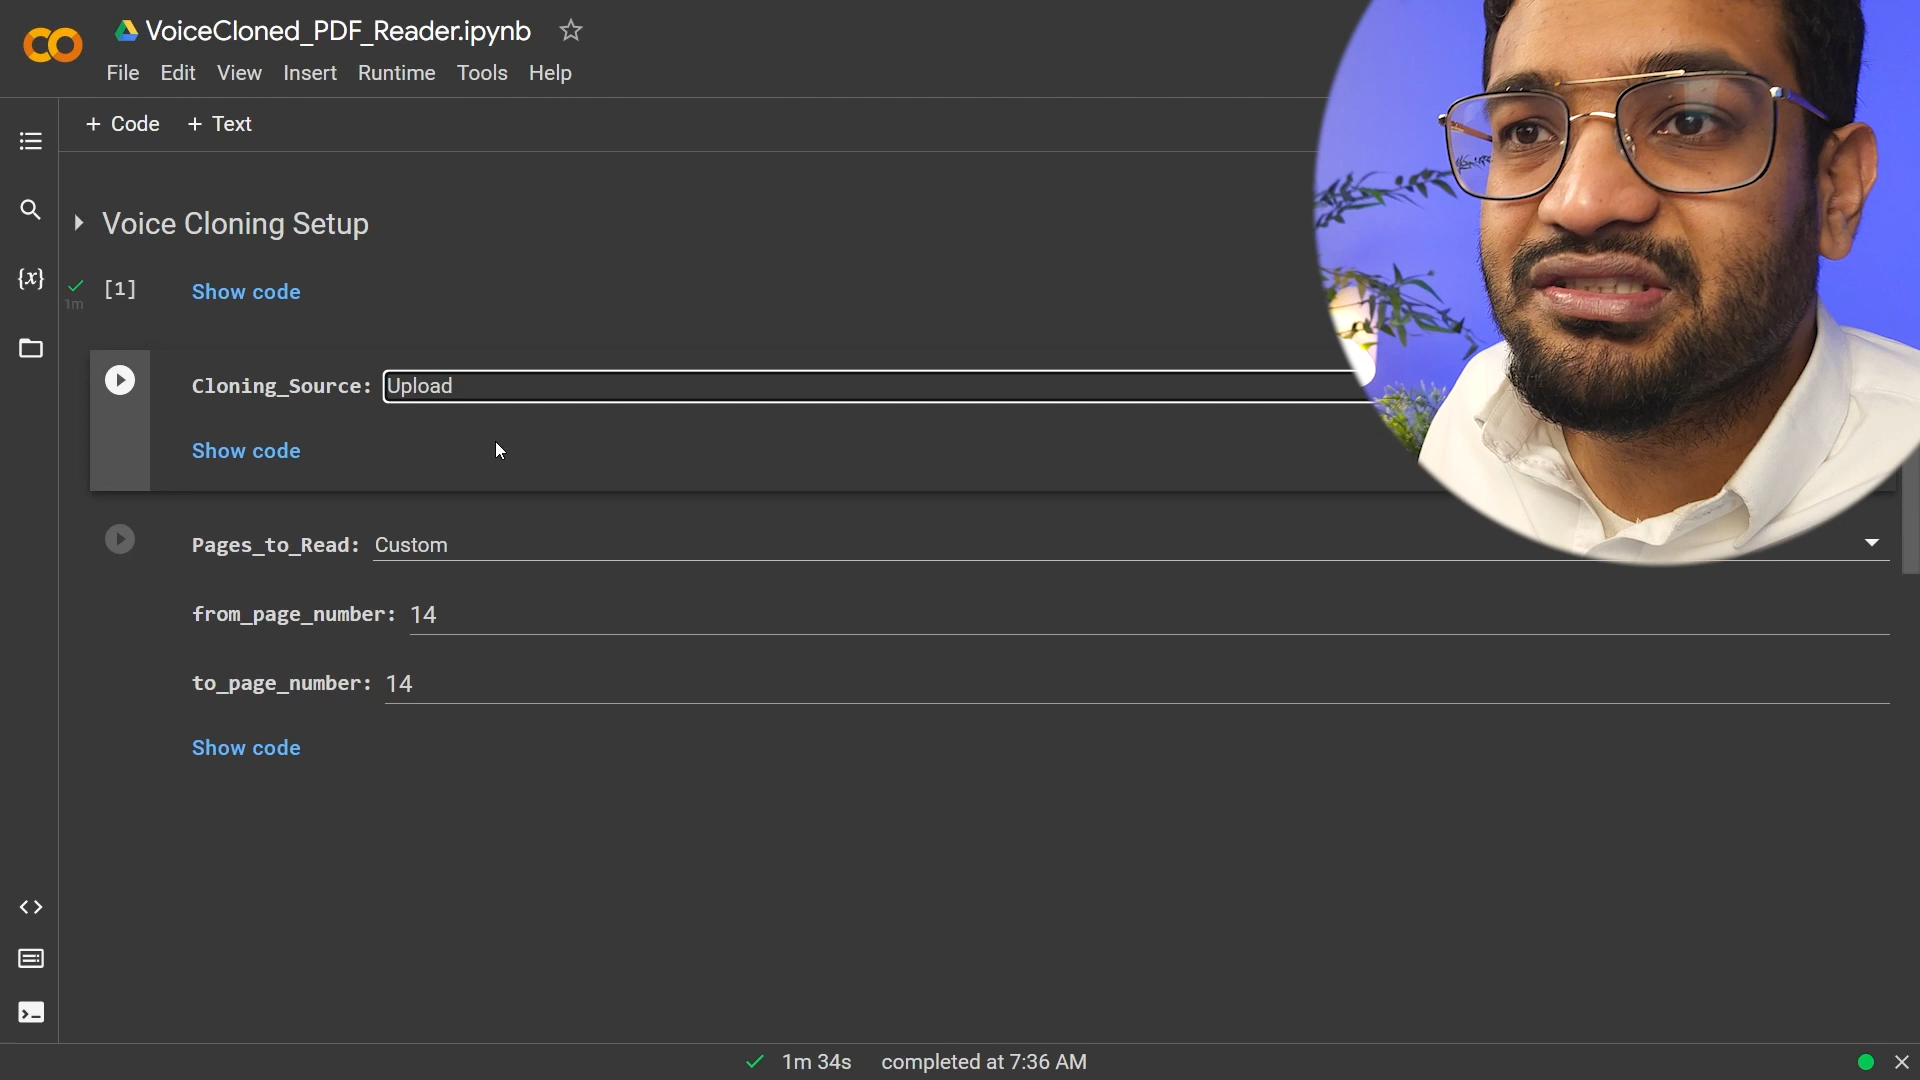 VoiceCloned_PDF_Reader.ipynb
File Edit View Insert Runtime Tools Help
+ Code + Text
Voice Cloning Setup
1m
[1]
Show code
Cloning_Source: Upload
Show code
Pages_to_Read: Custom
from_page_number: 14
to_page_number: 14
Show code
{x}
1m 34s completed at 7:36 AM